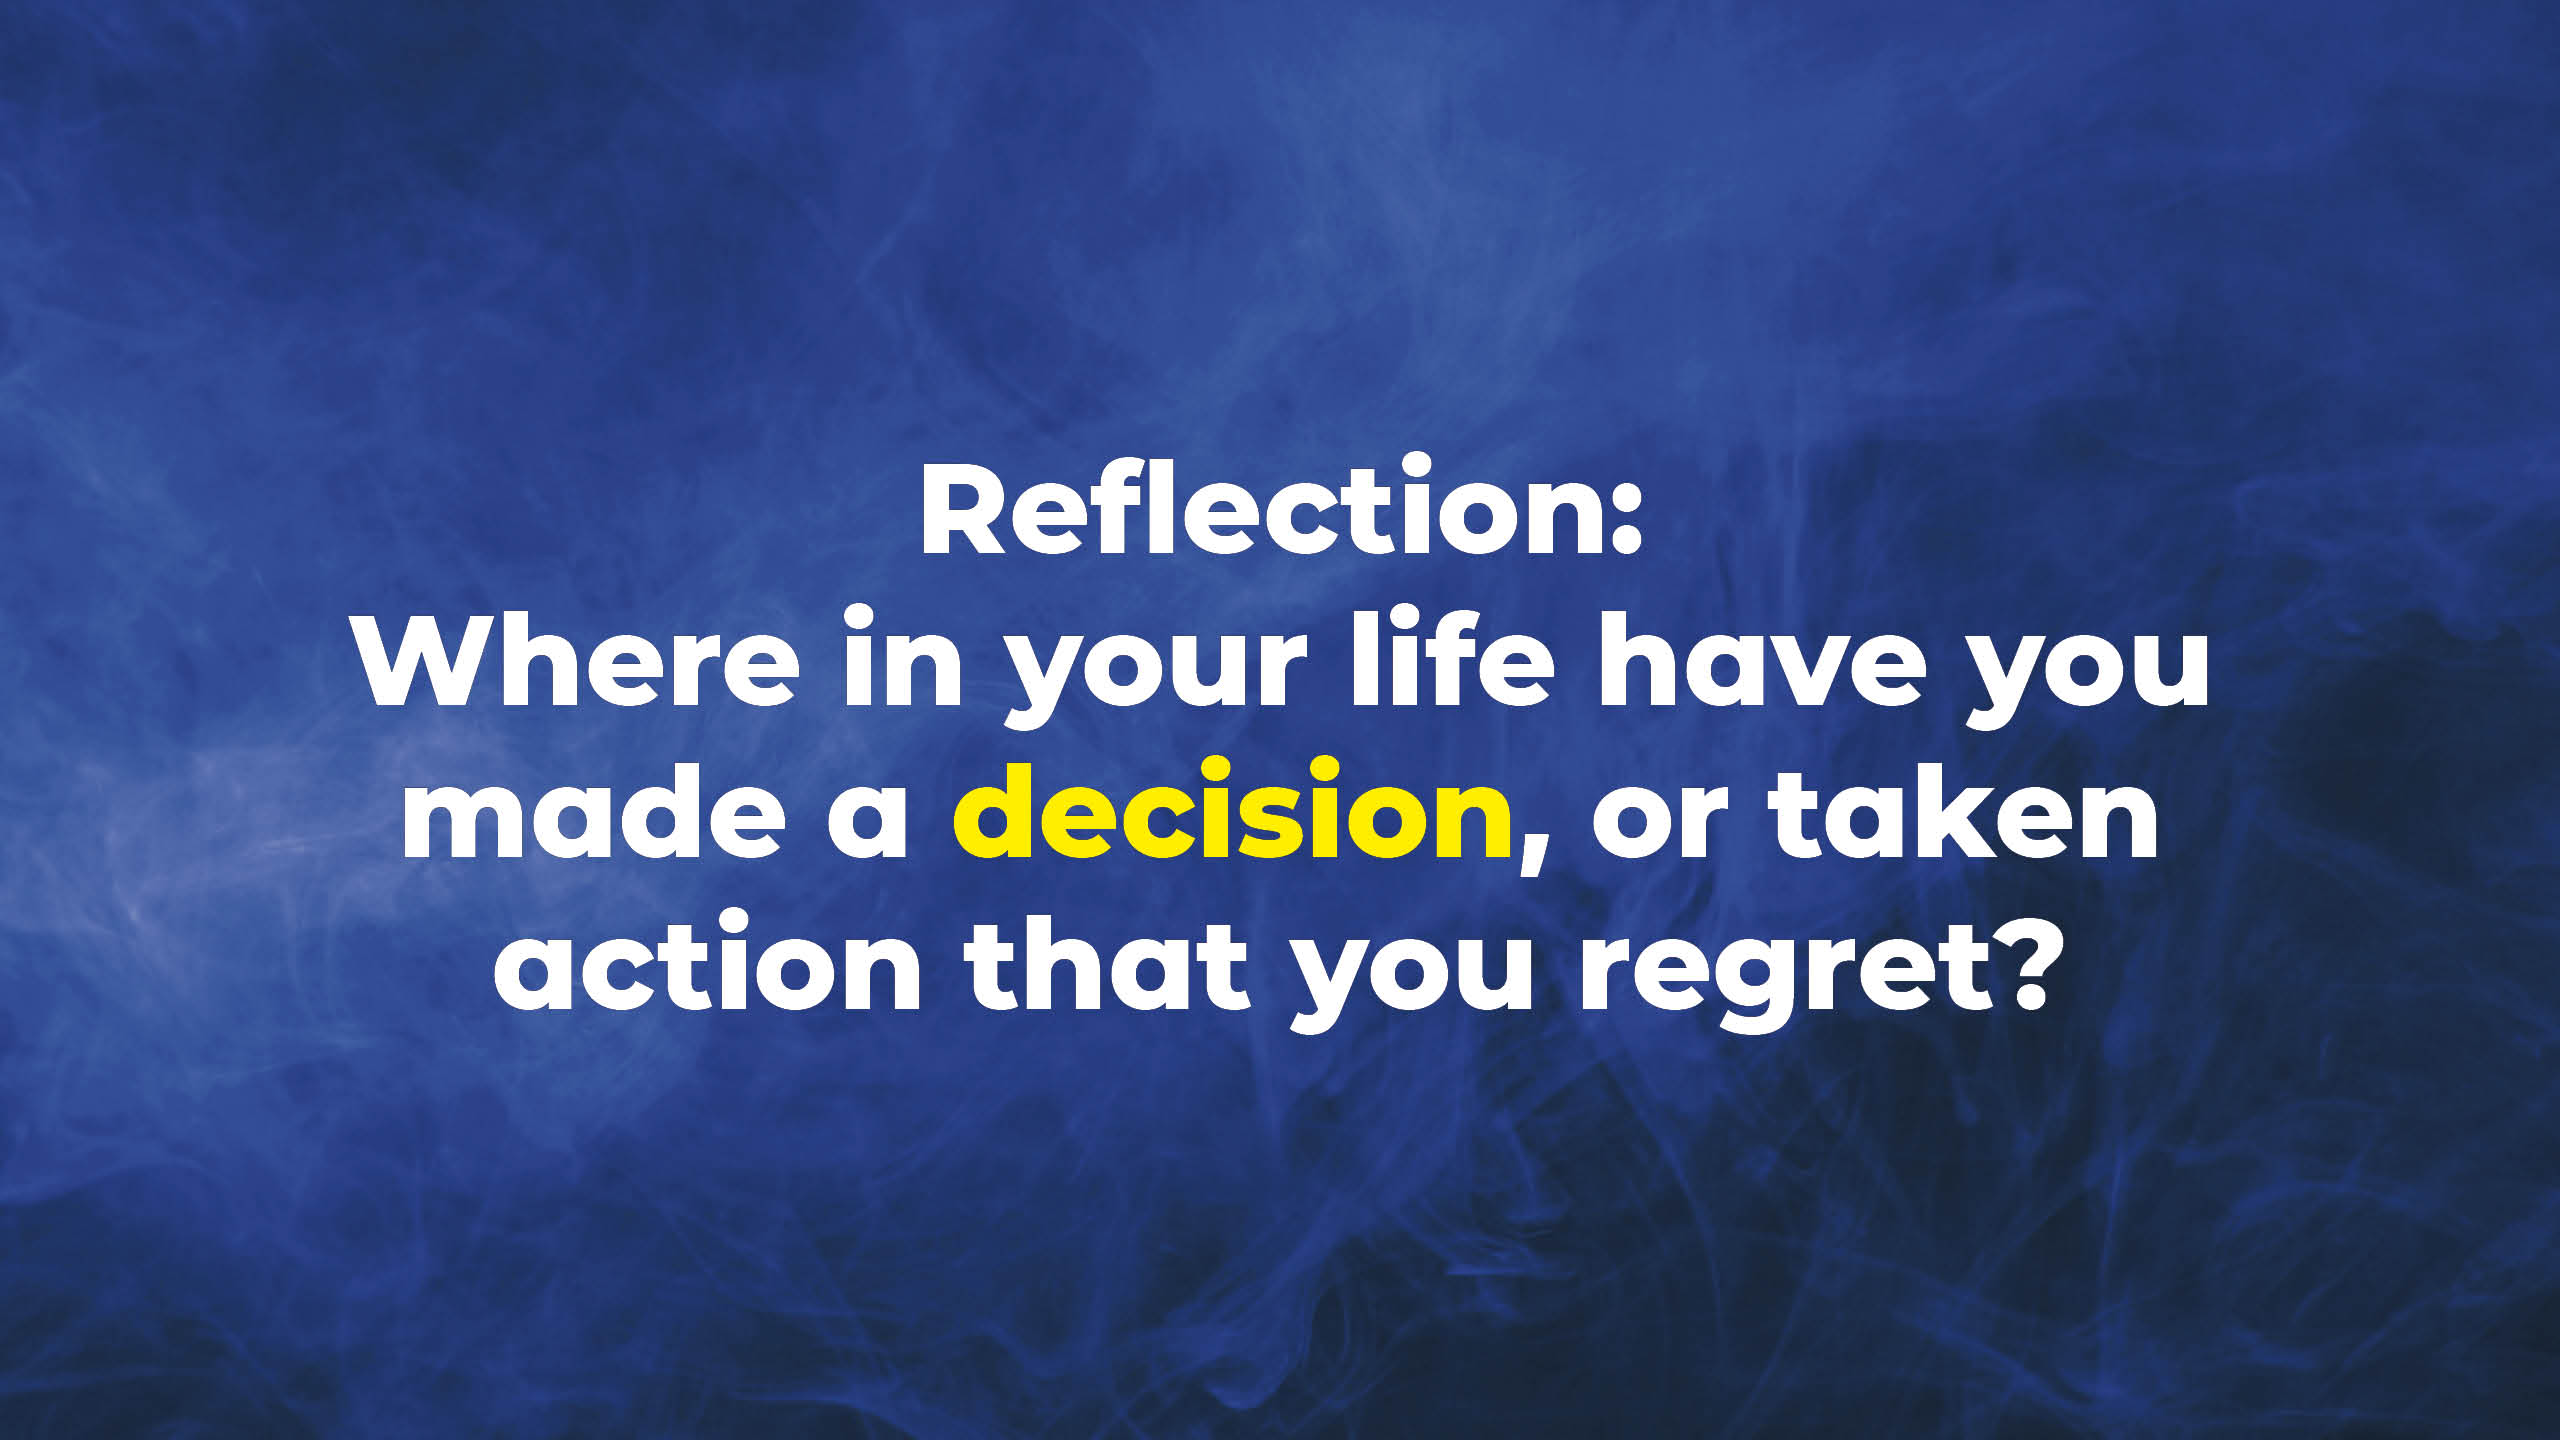 Reflection:
Where in your life have you
made a decision, or taken
action that you regret?